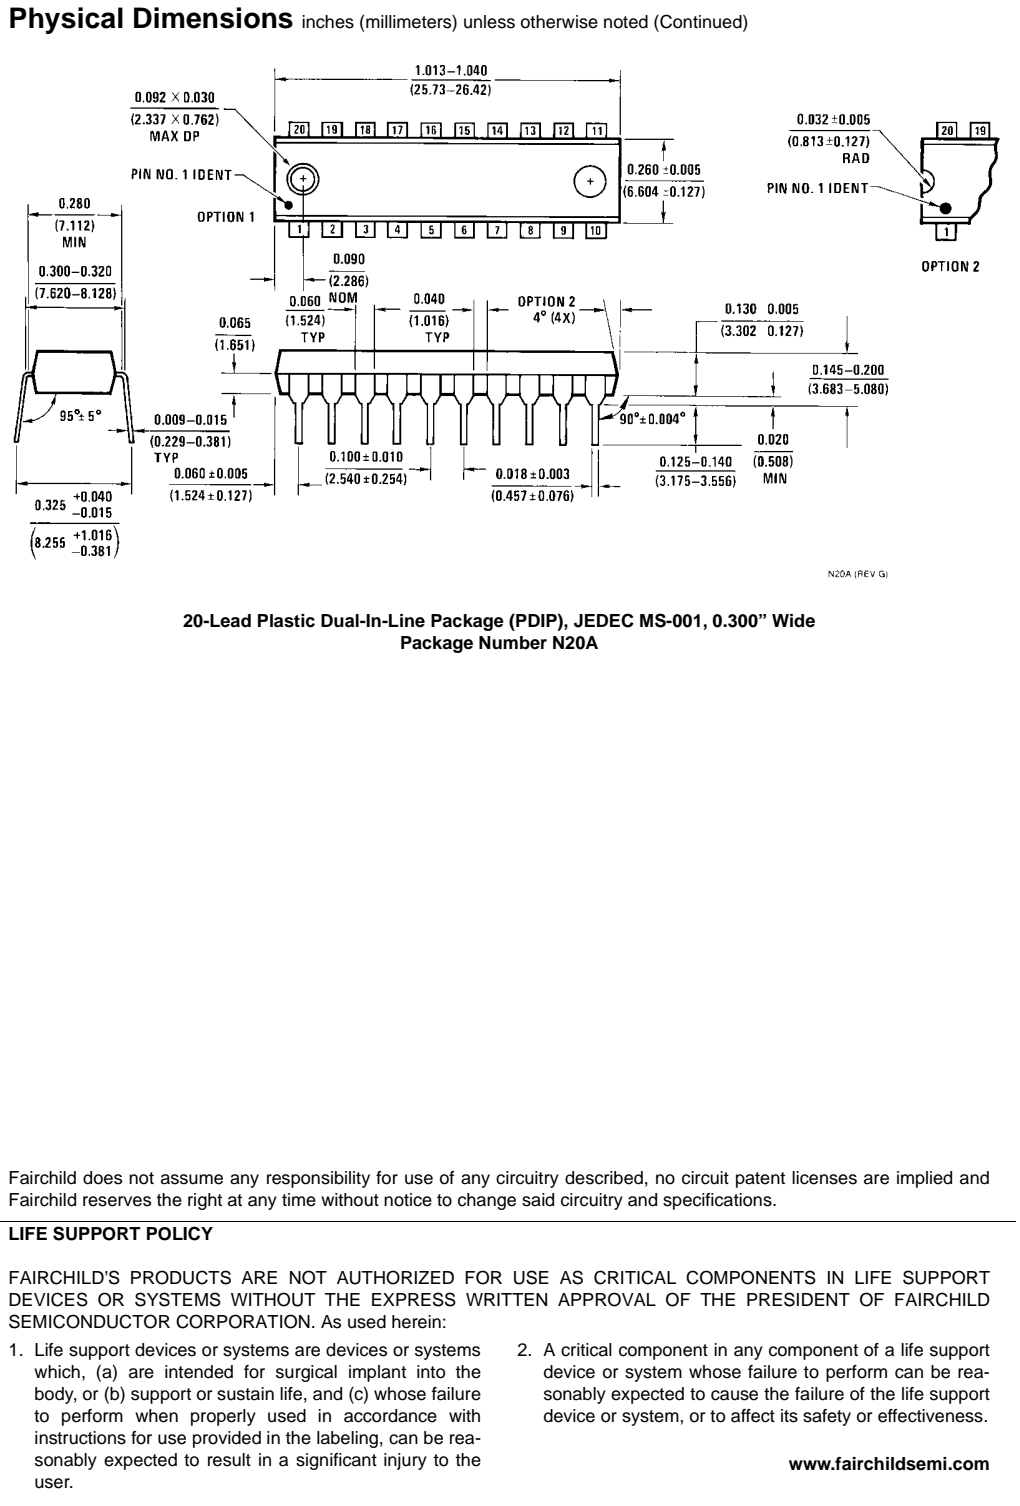 Physical Dimensions inches (millimeters) unless otherwise noted (Continued)
1.013–1.040
(25.73–26.42)
0.092 × 0.030
(2.337 × 0.762)
MAX DP
20 19 18 17 16 15 14 13 12 11
0.032 ±0.005
(0.813 ±0.127)
RAD
20 19
PIN NO. 1 IDENT
0.260 ±0.005
(6.604 ±0.127)
PIN NO. 1 IDENT
OPTION 1
1 2 3 4 5 6 7 8 9 10
1
OPTION 2
0.280
(7.112)
MIN
0.300–0.320
(7.620–8.128)
0.090
(2.286)
NOM
0.060
(1.524)
TYP
0.040
(1.016)
TYP
OPTION 2
4° (4X)
0.130 0.005
(3.302 0.127)
0.065
(1.651)
0.145–0.200
(3.683–5.080)
95°± 5°
0.009–0.015
(0.229–0.381)
TYP
90°±0.004°
0.020
(0.508)
MIN
0.125–0.140
(3.175–3.556)
0.100±0.010
(2.540±0.254)
0.018±0.003
(0.457±0.076)
0.060 ±0.005
(1.524 ±0.127)
0.325 +0.040
–0.015
(8.255 +1.016
–0.381)
N20A (REV G)
20-Lead Plastic Dual-In-Line Package (PDIP), JEDEC MS-001, 0.300” Wide
Package Number N20A
Fairchild does not assume any responsibility for use of any circuitry described, no circuit patent licenses are implied and
Fairchild reserves the right at any time without notice to change said circuitry and specifications.
LIFE SUPPORT POLICY
FAIRCHILD’S PRODUCTS ARE NOT AUTHORIZED FOR USE AS CRITICAL COMPONENTS IN LIFE SUPPORT
DEVICES OR SYSTEMS WITHOUT THE EXPRESS WRITTEN APPROVAL OF THE PRESIDENT OF FAIRCHILD
SEMICONDUCTOR CORPORATION. As used herein:
1. Life support devices or systems are devices or systems
which, (a) are intended for surgical implant into the
body, or (b) support or sustain life, and (c) whose failure
to perform when properly used in accordance with
instructions for use provided in the labeling, can be rea-
sonably expected to result in a significant injury to the
user.
2. A critical component in any component of a life support
device or system whose failure to perform can be rea-
sonably expected to cause the failure of the life support
device or system, or to affect its safety or effectiveness.
www.fairchildsemi.com